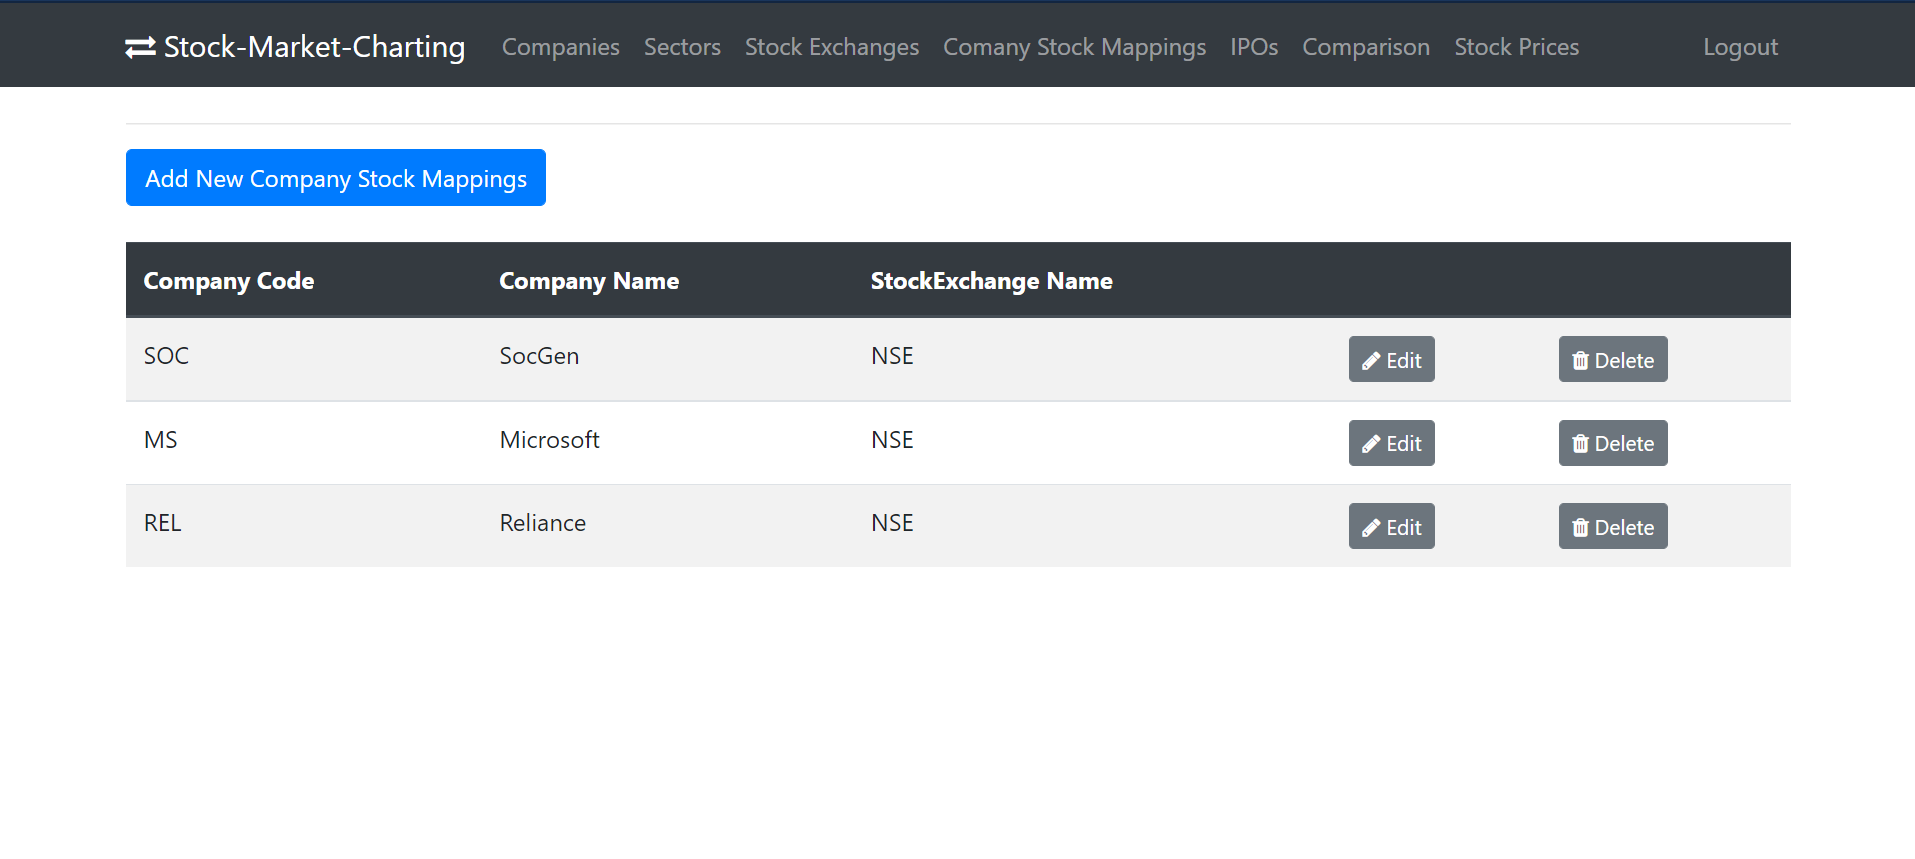 Stock-Market-Charting Companies Sectors Stock Exchanges Comany Stock Mappings IPOs Comparison Stock Prices Logout
Add New Company Stock Mappings
Company Code Company Name StockExchange Name
SOC SocGen NSE Edit Delete
MS Microsoft NSE Edit Delete
REL Reliance NSE Edit Delete